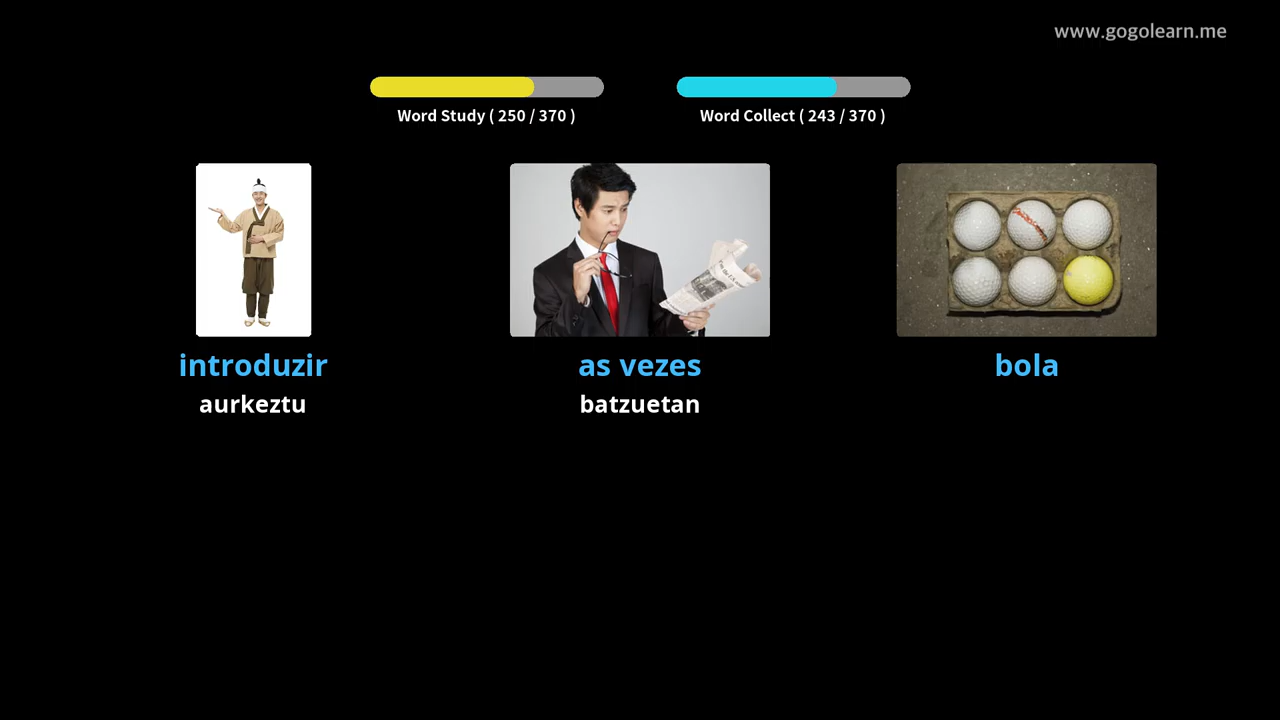 www.gogolearn.me
Word Study ( 250 / 370 )
Word Collect ( 243 / 370 )
introduzir
as vezes
bola
aurkeztu
batzuetan